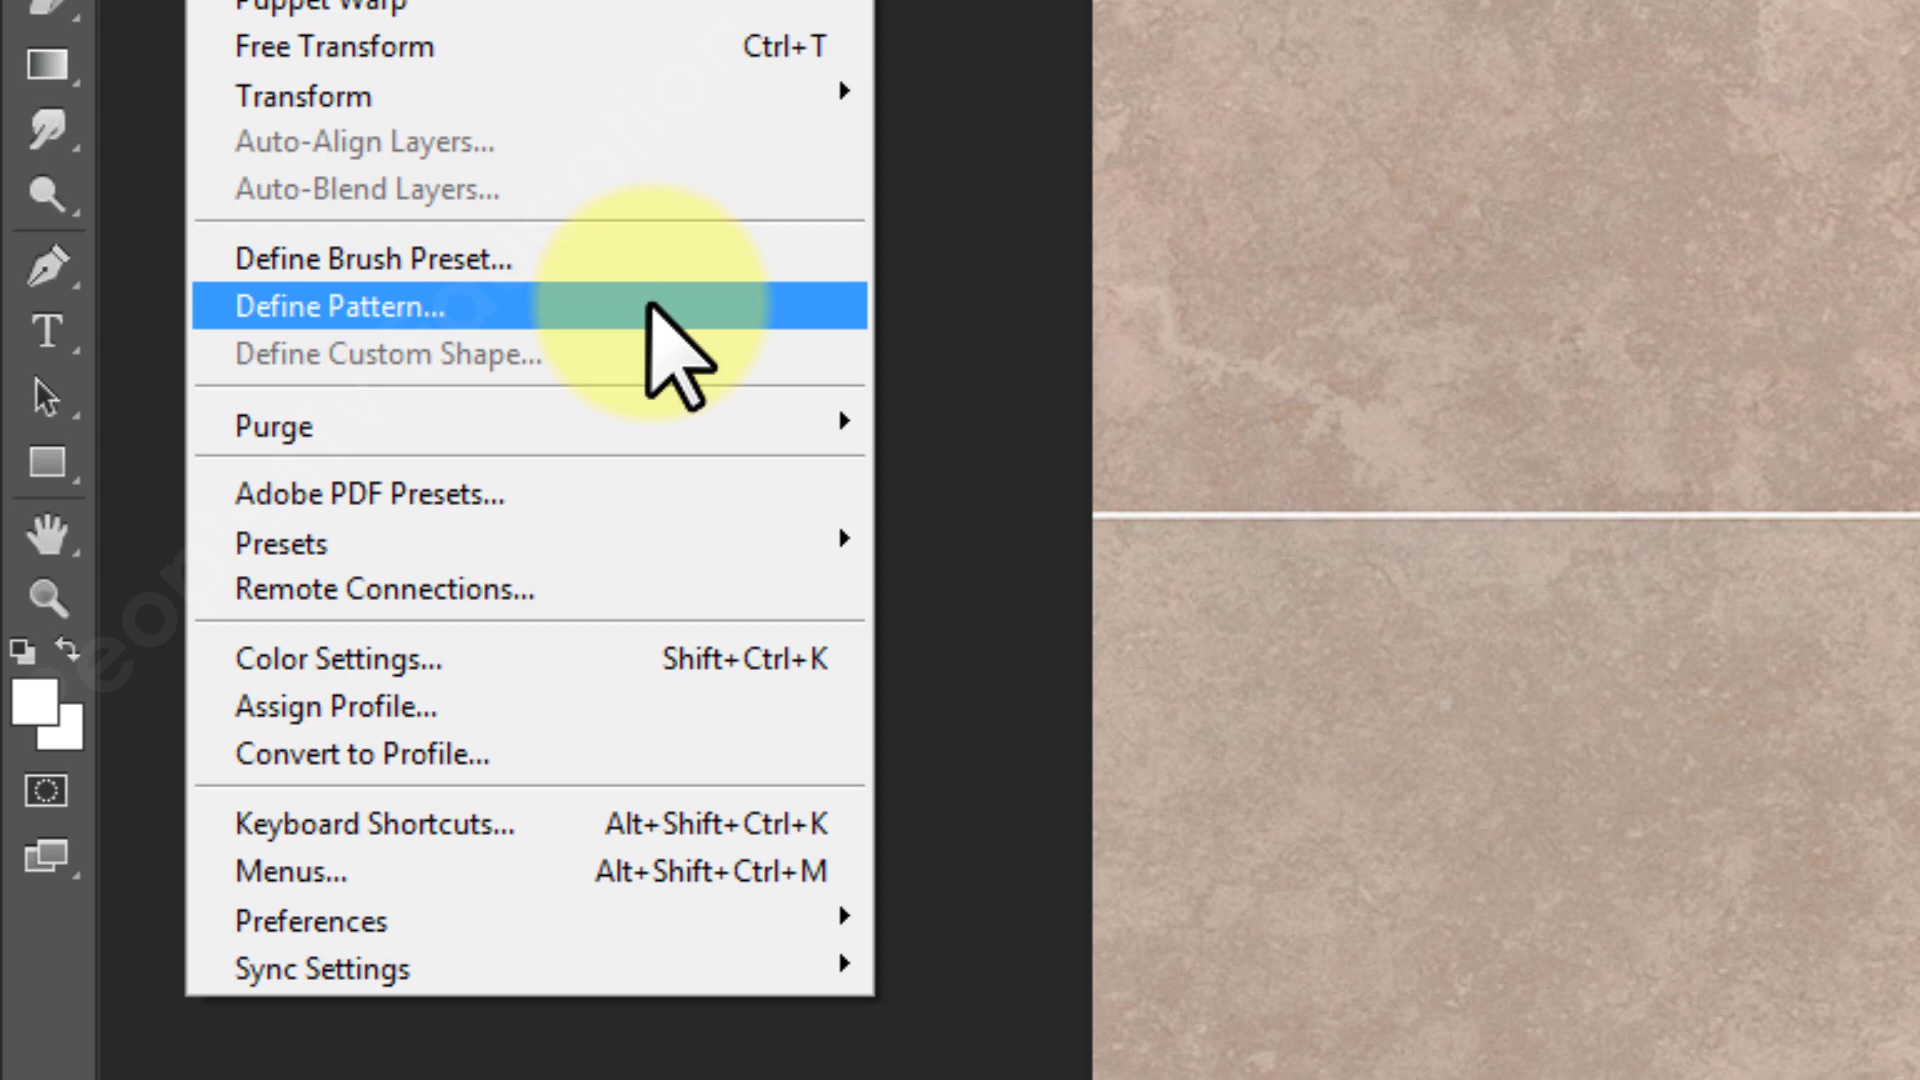 Puppet Warp
Free Transform Ctrl+T
Transform
Auto-Align Layers...
Auto-Blend Layers...
Define Brush Preset...
Define Pattern...
Define Custom Shape...
Purge
Adobe PDF Presets...
Presets
Remote Connections...
Color Settings... Shift+Ctrl+K
Assign Profile...
Convert to Profile...
Keyboard Shortcuts... Alt+Shift+Ctrl+K
Menus... Alt+Shift+Ctrl+M
Preferences
Sync Settings